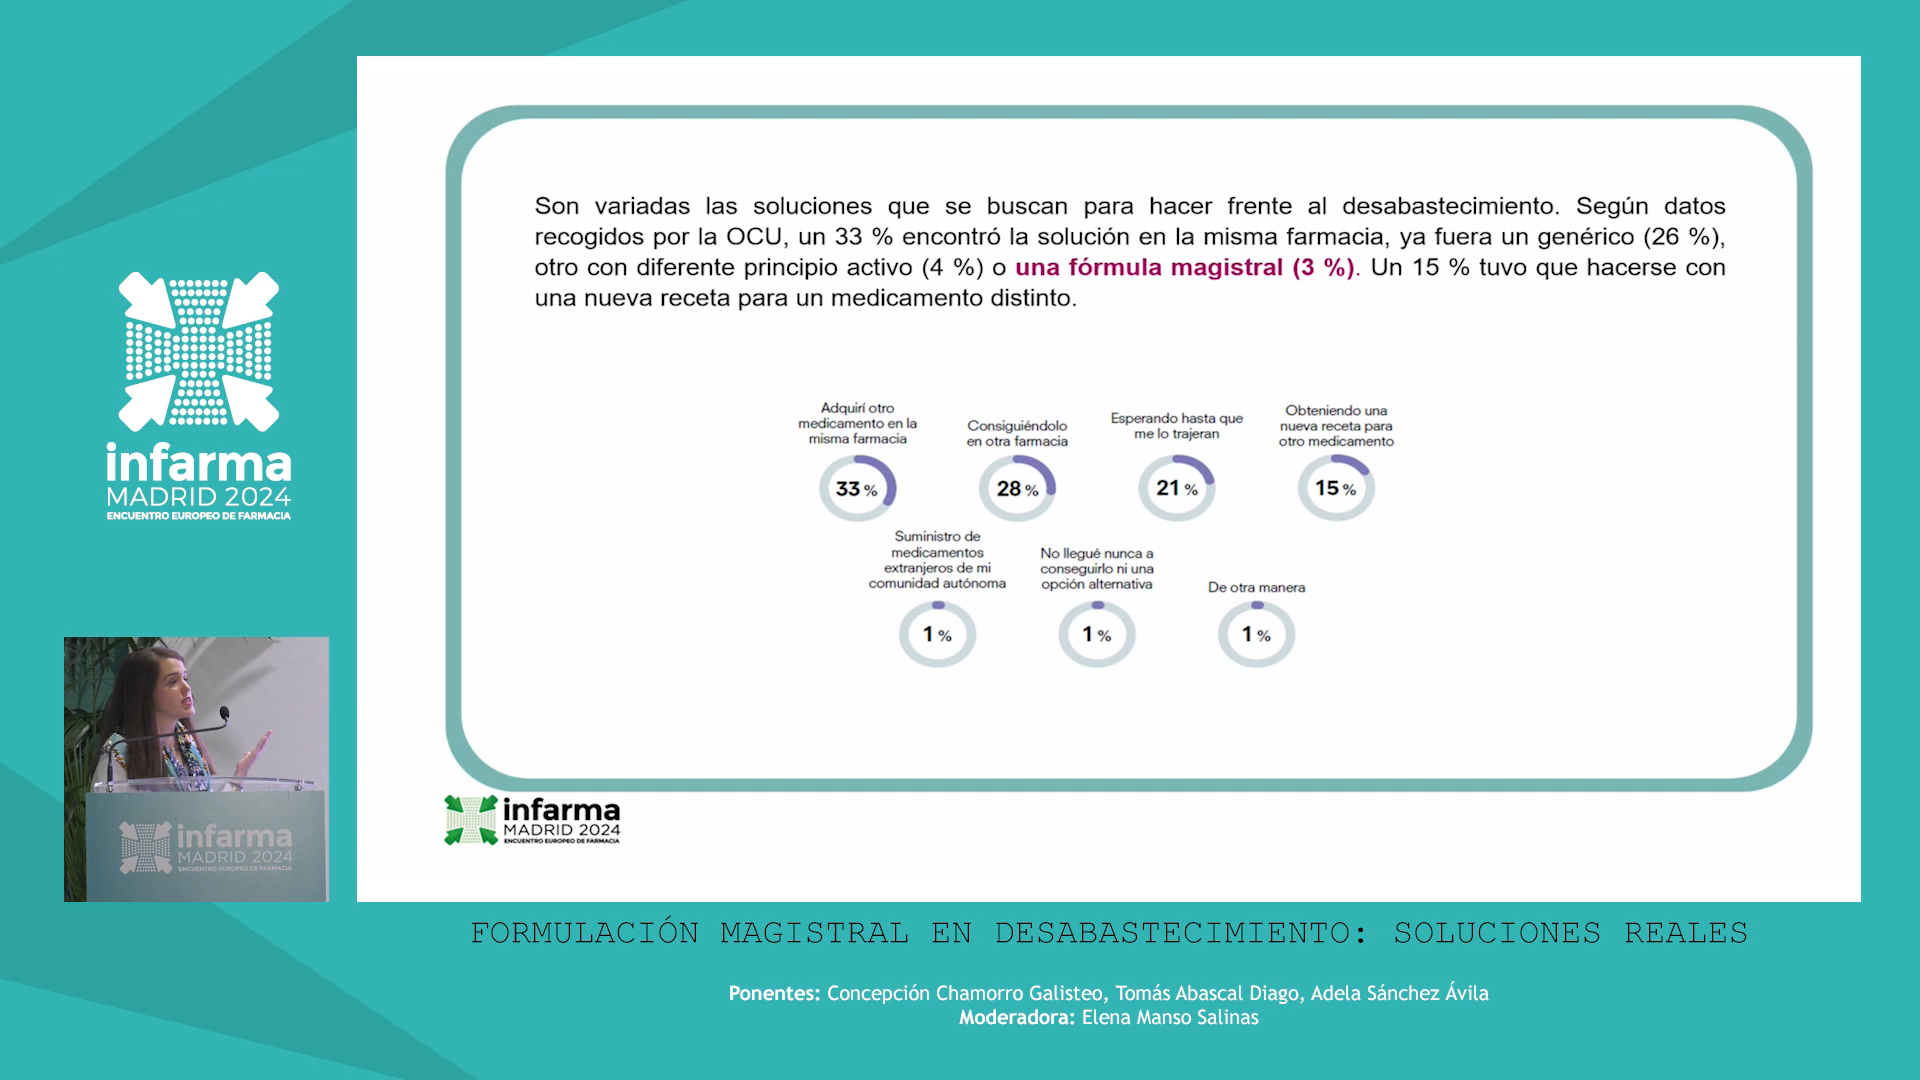 Son variadas las soluciones que se buscan para hacer frente al desabastecimiento. Según datos
recogidos por la OCU, un 33 % encontró la solución en la misma farmacia, ya fuera un genérico (26 %),
otro con diferente principio activo (4 %) o una fórmula magistral (3 %). Un 15 % tuvo que hacerse con
una nueva receta para un medicamento distinto.
Adquirí otro
medicamento en la
misma farmacia
33 %
Consiguiéndolo
en otra farmacia
28 %
Esperando hasta que
me lo trajeran
21 %
Obteniendo una
nueva receta para
otro medicamento
15 %
Suministro de
medicamentos
extranjeros de mi
comunidad autónoma
1 %
No llegué nunca a
conseguirlo ni una
opción alternativa
1 %
De otra manera
1 %
infarma
MADRID 2024
ENCUENTRO EUROPEO DE FARMACIA
infarma
MADRID 2024
ENCUENTRO EUROPEO DE FARMACIA
infarma
MADRID 2024
ENCUENTRO EUROPEO DE FARMACIA
FORMULACIÓN MAGISTRAL EN DESABASTECIMIENTO: SOLUCIONES REALES
Ponentes: Concepción Chamorro Galisteo, Tomás Abascal Diago, Adela Sánchez Ávila
Moderadora: Elena Manso Salinas